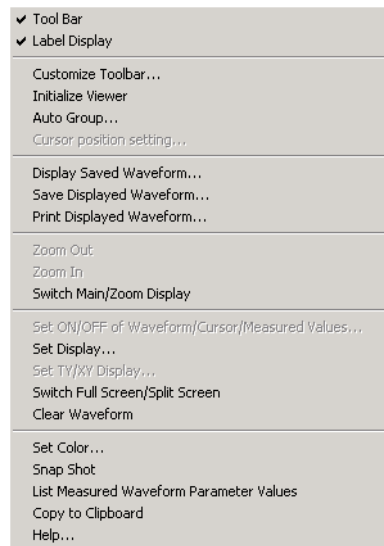 Tool Bar
Label Display
Customize Toolbar...
Initialize Viewer
Auto Group...
Cursor position setting...
Display Saved Waveform...
Save Displayed Waveform...
Print Displayed Waveform...
Zoom Out
Zoom In
Switch Main/Zoom Display
Set ON/OFF of Waveform/Cursor/Measured Values...
Set Display...
Set TY/XY Display...
Switch Full Screen/Split Screen
Clear Waveform
Set Color...
Snap Shot
List Measured Waveform Parameter Values
Copy to Clipboard
Help...